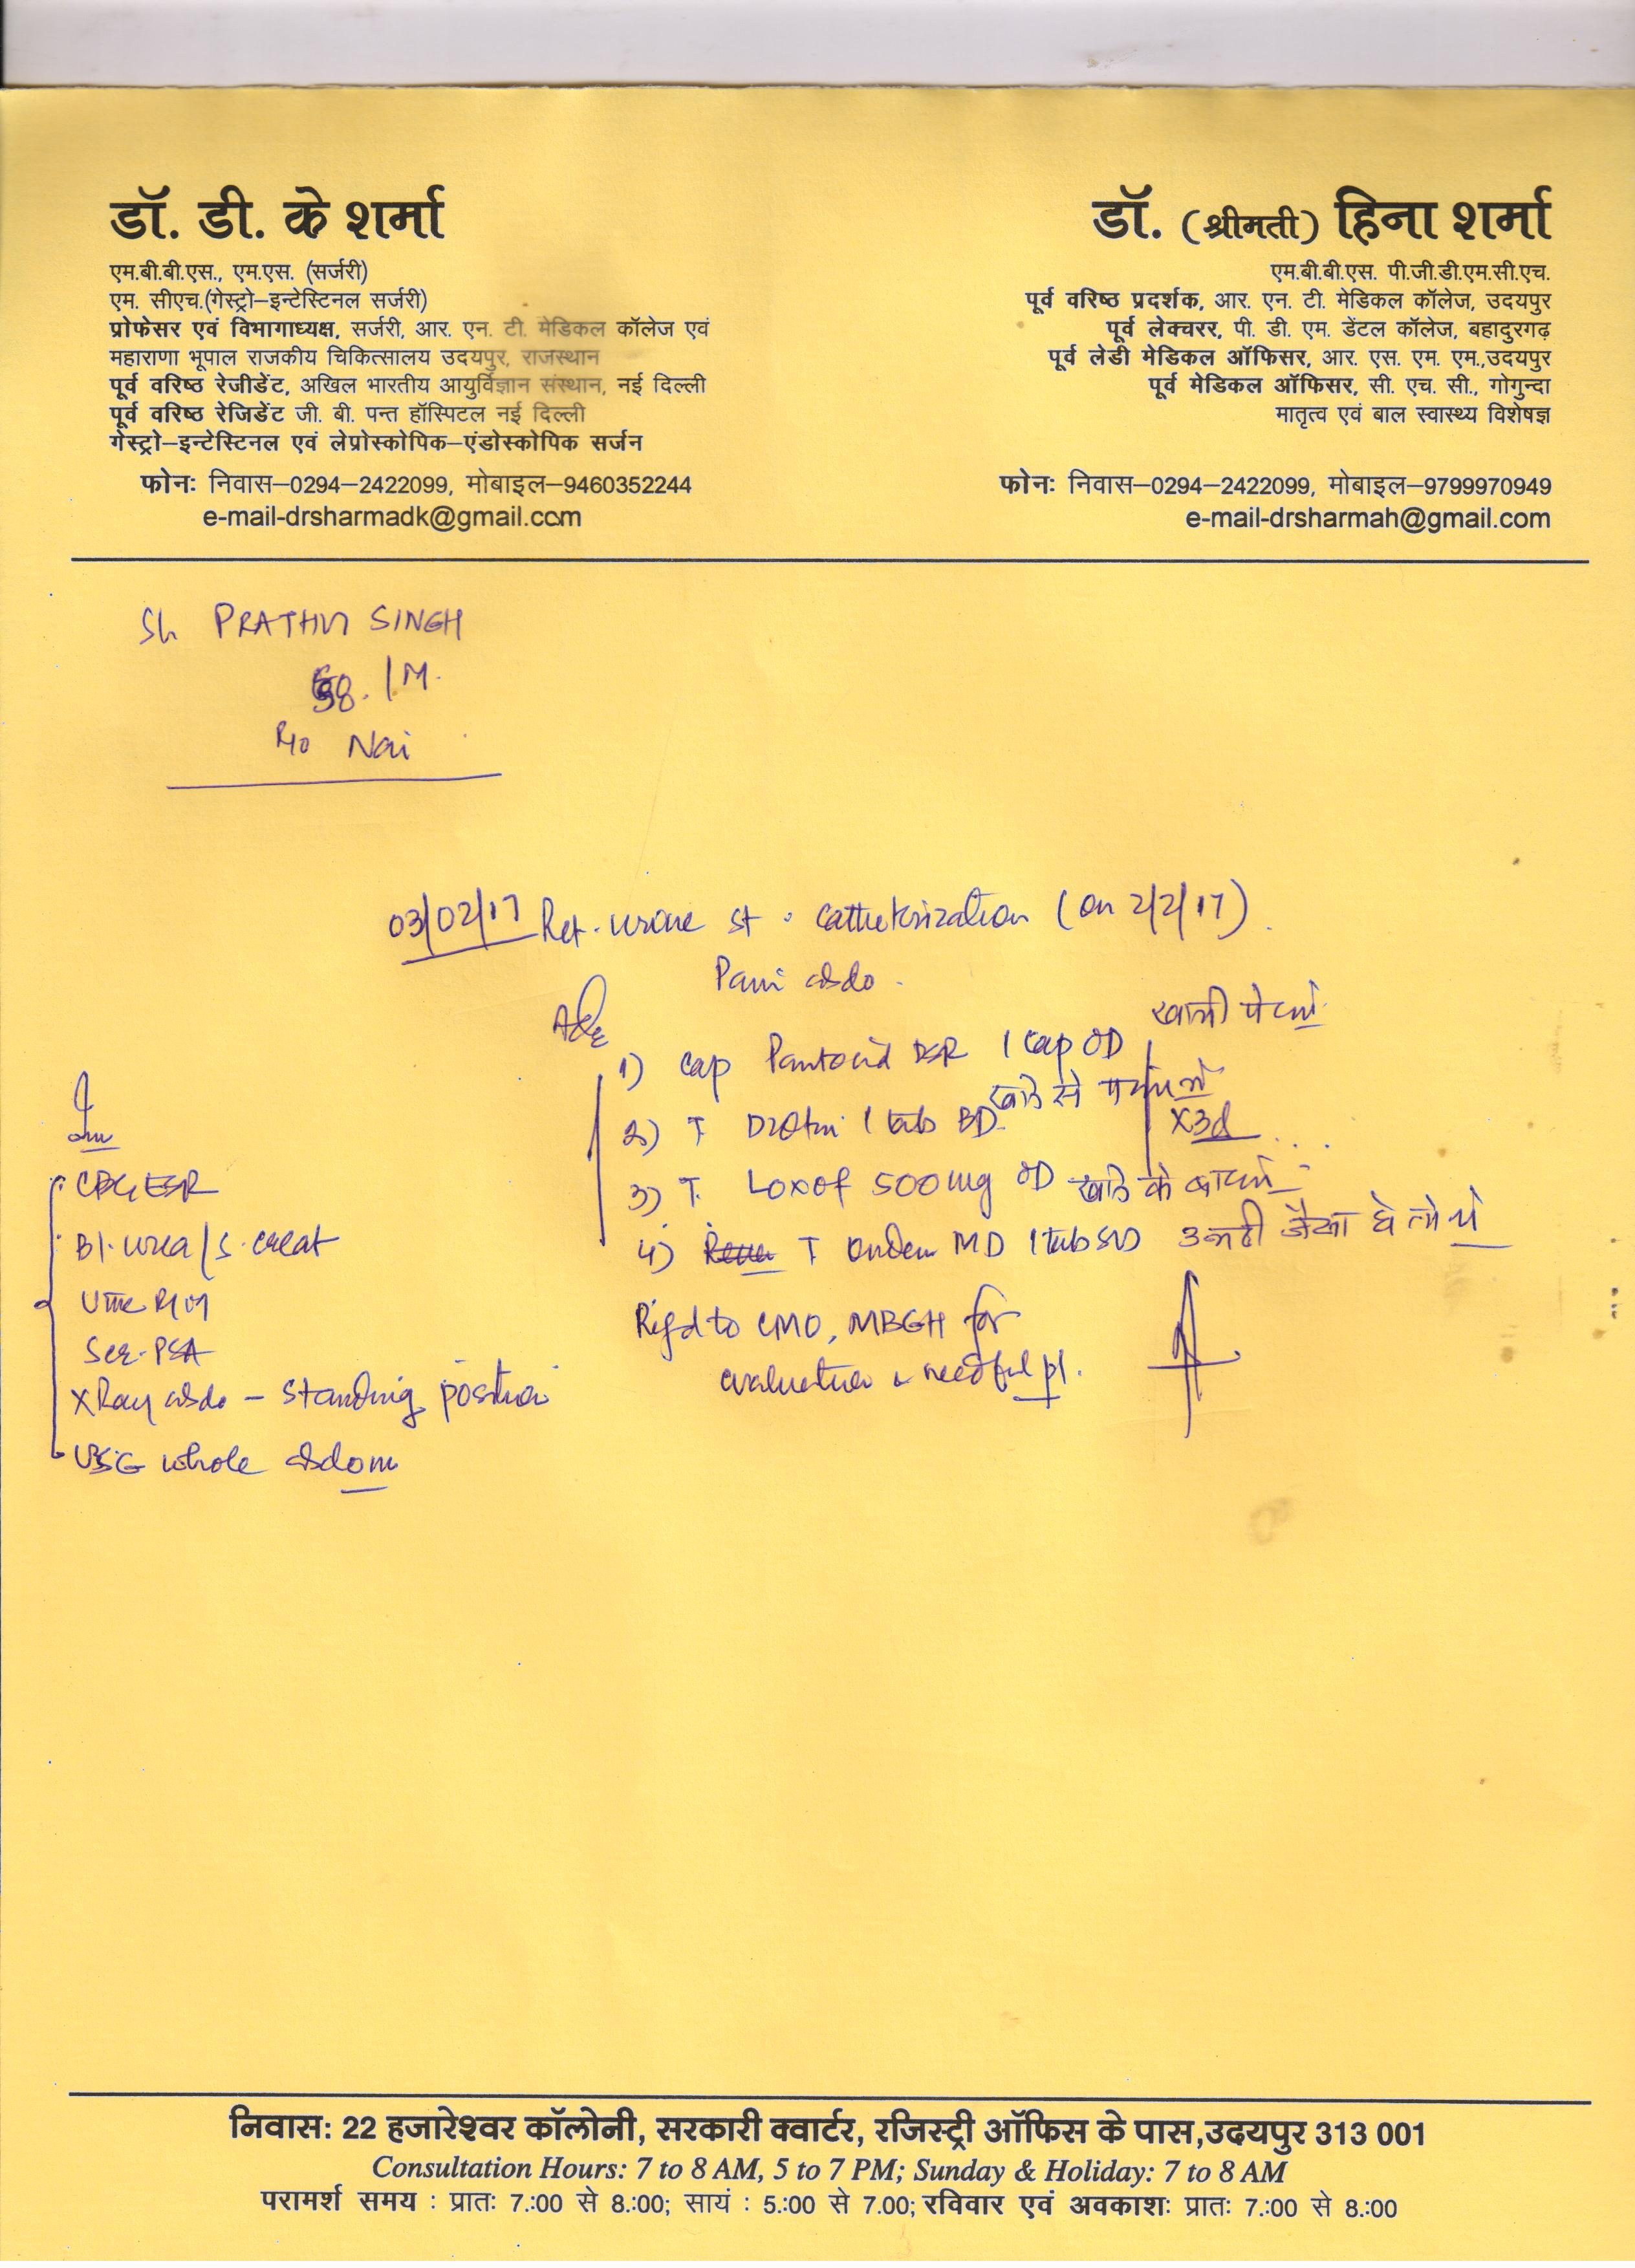 डॉ. डी. के शर्मा
एम.बी.बी.एस., एम.एस. (सर्जरी)
एम. सीएच.(गेस्ट्रो–इन्टेस्टिनल सर्जरी)
प्रोफेसर एवं विभागाध्यक्ष, सर्जरी, आर. एन. टी. मेडिकल कॉलेज एवं
महाराणा भूपाल राजकीय चिकित्सालय उदयपुर, राजस्थान
पूर्व वरिष्ठ रेजीडेंट, अखिल भारतीय आयुर्विज्ञान संस्थान, नई दिल्ली
पूर्व वरिष्ठ रेजिडेंट जी. बी. पन्त हॉस्पिटल नई दिल्ली
गेस्ट्रो–इन्टेस्टिनल एवं लेप्रोस्कोपिक–एंडोस्कोपिक सर्जन
फोनः निवास–0294–2422099, मोबाइल–9460352244
e-mail-drsharmadk@gmail.com
डॉ. (श्रीमती) हिना शर्मा
एम.बी.बी.एस. पी.जी.डी.एम.सी.एच.
पूर्व वरिष्ठ प्रदर्शक, आर. एन. टी. मेडिकल कॉलेज, उदयपुर
पूर्व लेक्चरर, पी. डी. एम. डेंटल कॉलेज, बहादुरगढ़
पूर्व लेडी मेडिकल ऑफिसर, आर. एस. एम. एम.,उदयपुर
पूर्व मेडिकल ऑफिसर, सी. एच. सी., गोगुन्दा
मातृत्व एवं बाल स्वास्थ्य विशेषज्ञ
फोनः निवास–0294–2422099, मोबाइल–9799970949
e-mail-drsharmah@gmail.com
Sh PRATHVI SINGH
/M.
R/o Nai
03/02/17 Ret. urine st. catheterization (on 2/2/17).
Pain abdo.
Adv
खाली पेट में
1) Cap Pantocid DSR 1 cap OD
2) T. 1 tab BD
x3d
3) T. Loxof 500mg OD खाने के बाद में
4) T Ondem MD 1 tab SOS उल्टी जैसा हो तो
Rifd to CMO, MBGH for
evaluation & needful pl.
Inv
CBC ESR
Bl. urea / S. creat
Urine R/M
Ser. PSA
X Ray abdo – standing position
USG whole abdom
निवासः 22 हजारेश्वर कॉलोनी, सरकारी क्वार्टर, रजिस्ट्री ऑफिस के पास,उदयपुर 313 001
Consultation Hours: 7 to 8 AM, 5 to 7 PM; Sunday & Holiday: 7 to 8 AM
परामर्श समय : प्रातः 7.:00 से 8.:00; सायं : 5.:00 से 7.00; रविवार एवं अवकाशः प्रातः 7.:00 से 8.:00